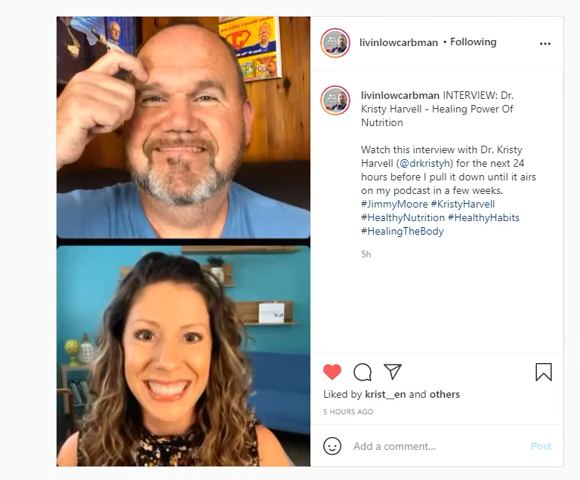 livinlowcarbman • Following
livinlowcarbman INTERVIEW: Dr.
Kristy Harvell - Healing Power Of
Nutrition
Watch this interview with Dr. Kristy
Harvell (@drkristyh) for the next 24
hours before I pull it down until it airs
on my podcast in a few weeks.
#JimmyMoore #KristyHarvell
#HealthyNutrition #HealthyHabits
#HealingTheBody
5h
Liked by krist__en and others
5 HOURS AGO
Add a comment...
Post